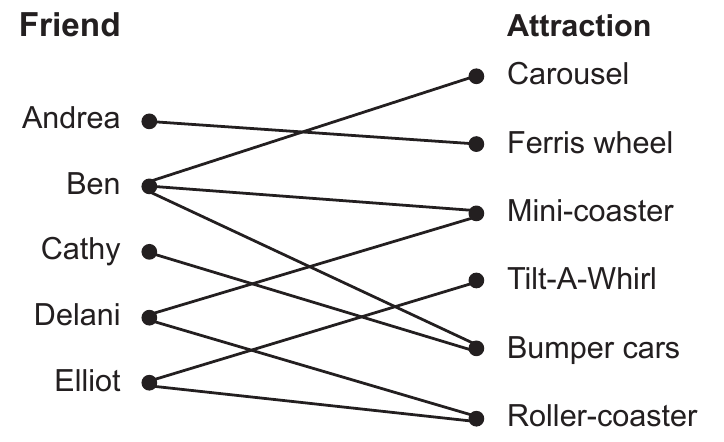 Friend
Andrea
Ben
Cathy
Delani
Elliot
Attraction
Carousel
Ferris wheel
Mini-coaster
Tilt-A-Whirl
Bumper cars
Roller-coaster